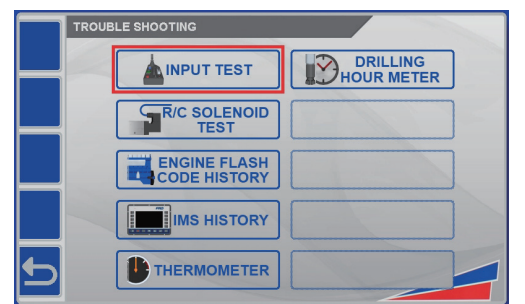 TROUBLE SHOOTING
INPUT TEST
DRILLING
HOUR METER
R/C SOLENOID
TEST
ENGINE FLASH
CODE HISTORY
IMS HISTORY
THERMOMETER